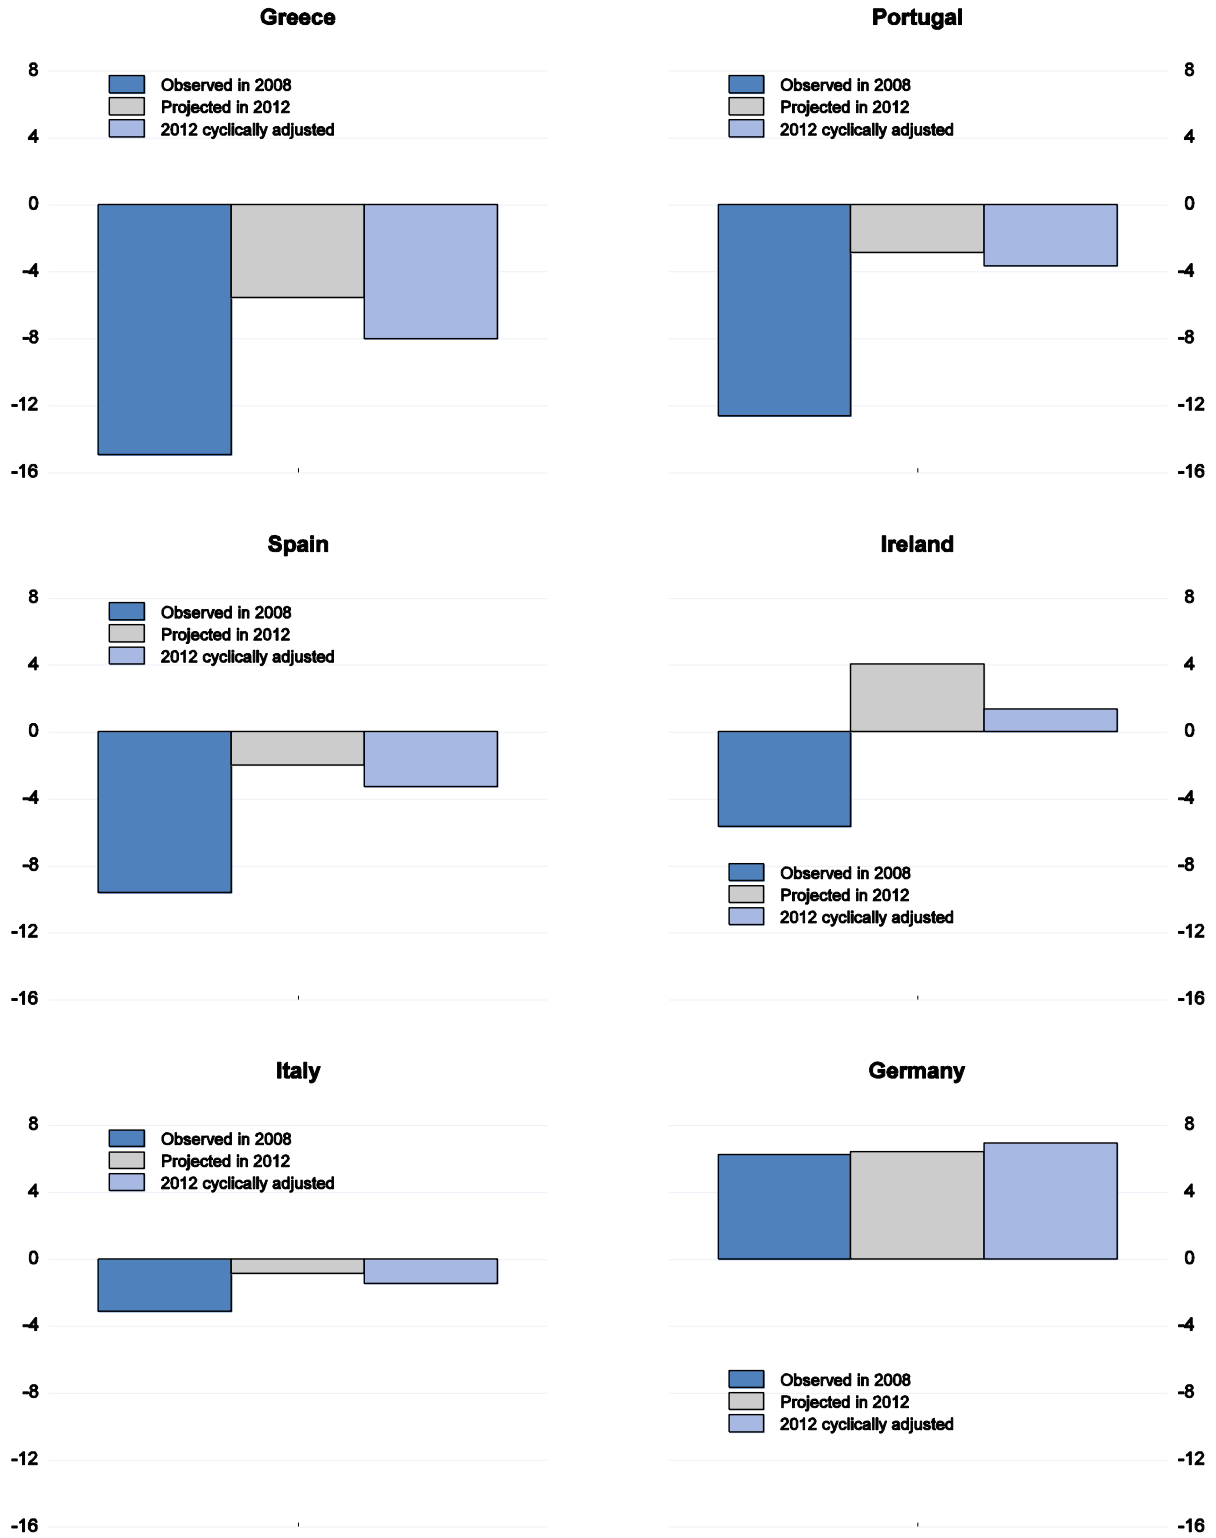 Greece
8
4
0
-4
-8
-12
-16
Observed in 2008
Projected in 2012
2012 cyclically adjusted
Portugal
Observed in 2008
Projected in 2012
2012 cyclically adjusted
8
4
0
-4
-8
-12
-16
Spain
8
4
0
-4
-8
-12
-16
Observed in 2008
Projected in 2012
2012 cyclically adjusted
Ireland
Observed in 2008
Projected in 2012
2012 cyclically adjusted
8
4
0
-4
-8
-12
-16
Italy
8
4
0
-4
-8
-12
-16
Observed in 2008
Projected in 2012
2012 cyclically adjusted
Germany
Observed in 2008
Projected in 2012
2012 cyclically adjusted
8
4
0
-4
-8
-12
-16